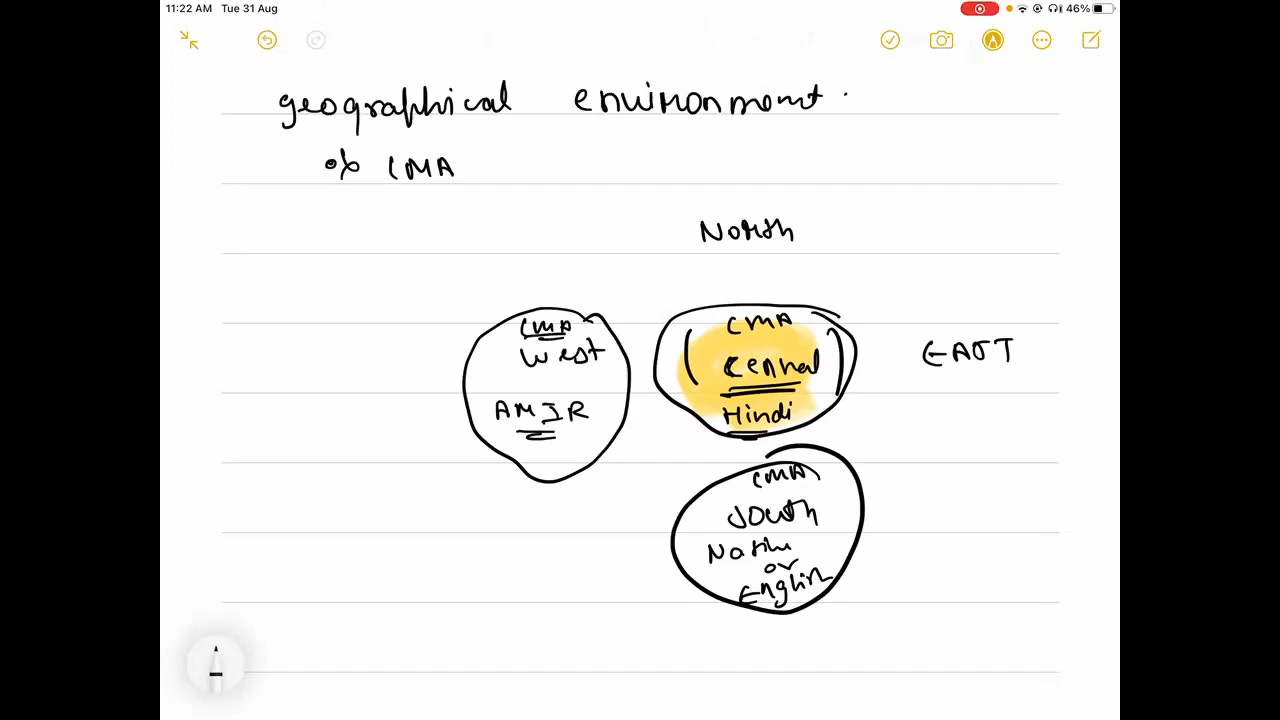 11:22 AM Tue 31 Aug 46%
geographical environment.
% CMA
North
CMA
West
AMIR
CMA
Central
Hindi
EAST
CMA
South
Native
or
English